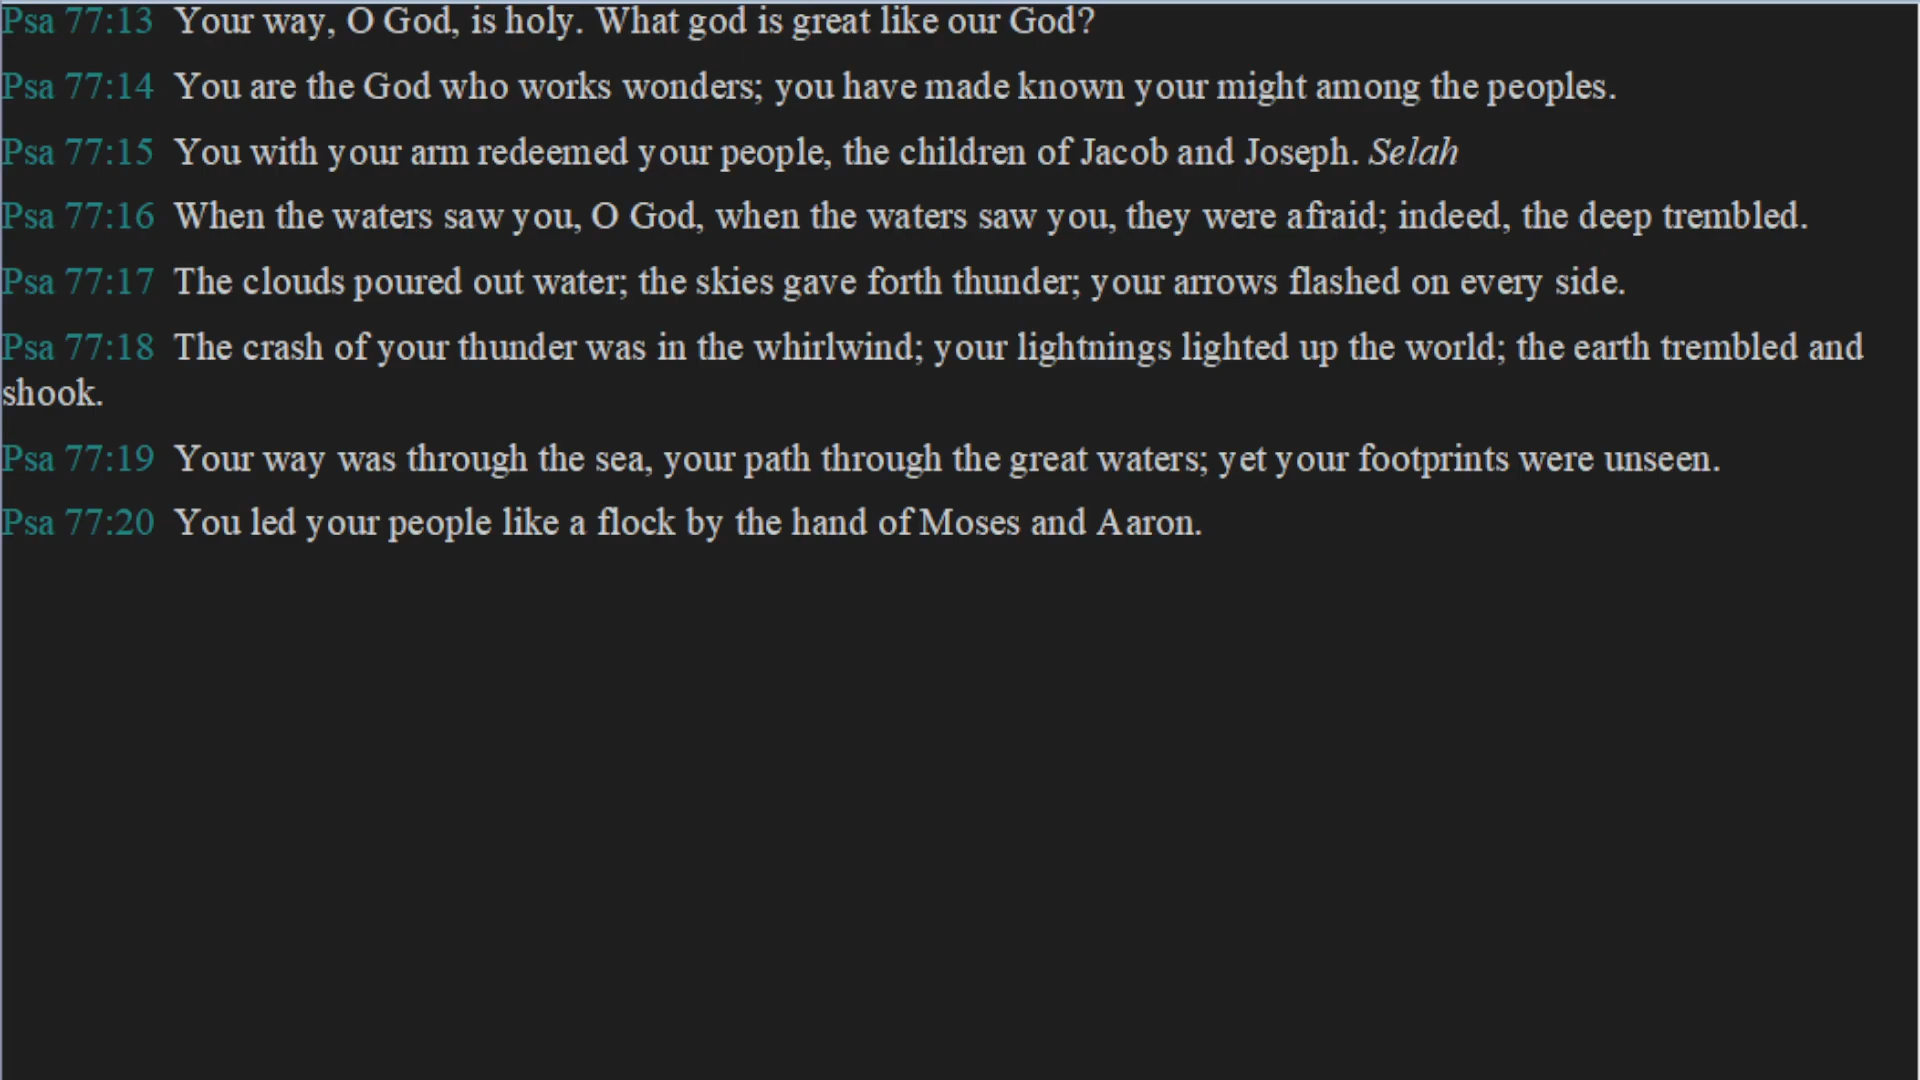 Psa 77:13 Your way, O God, is holy. What god is great like our God?
Psa 77:14 You are the God who works wonders; you have made known your might among the peoples.
Psa 77:15 You with your arm redeemed your people, the children of Jacob and Joseph. Selah
Psa 77:16 When the waters saw you, O God, when the waters saw you, they were afraid; indeed, the deep trembled.
Psa 77:17 The clouds poured out water; the skies gave forth thunder; your arrows flashed on every side.
Psa 77:18 The crash of your thunder was in the whirlwind; your lightnings lighted up the world; the earth trembled and
shook.
Psa 77:19 Your way was through the sea, your path through the great waters; yet your footprints were unseen.
Psa 77:20 You led your people like a flock by the hand of Moses and Aaron.